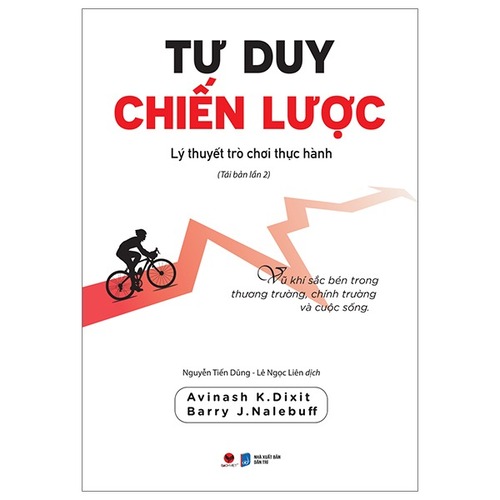 TƯ DUY
CHIẾN LƯỢC
Lý thuyết trò chơi thực hành
(Tái bản lần 2)
Vũ khí sắc bén trong
thương trường, chính trường
và cuộc sống.
Nguyễn Tiến Dũng - Lê Ngọc Liên dịch
Avinash K.Dixit
Barry J.Nalebuff
NHÀ XUẤT BẢN
DÂN TRÍ